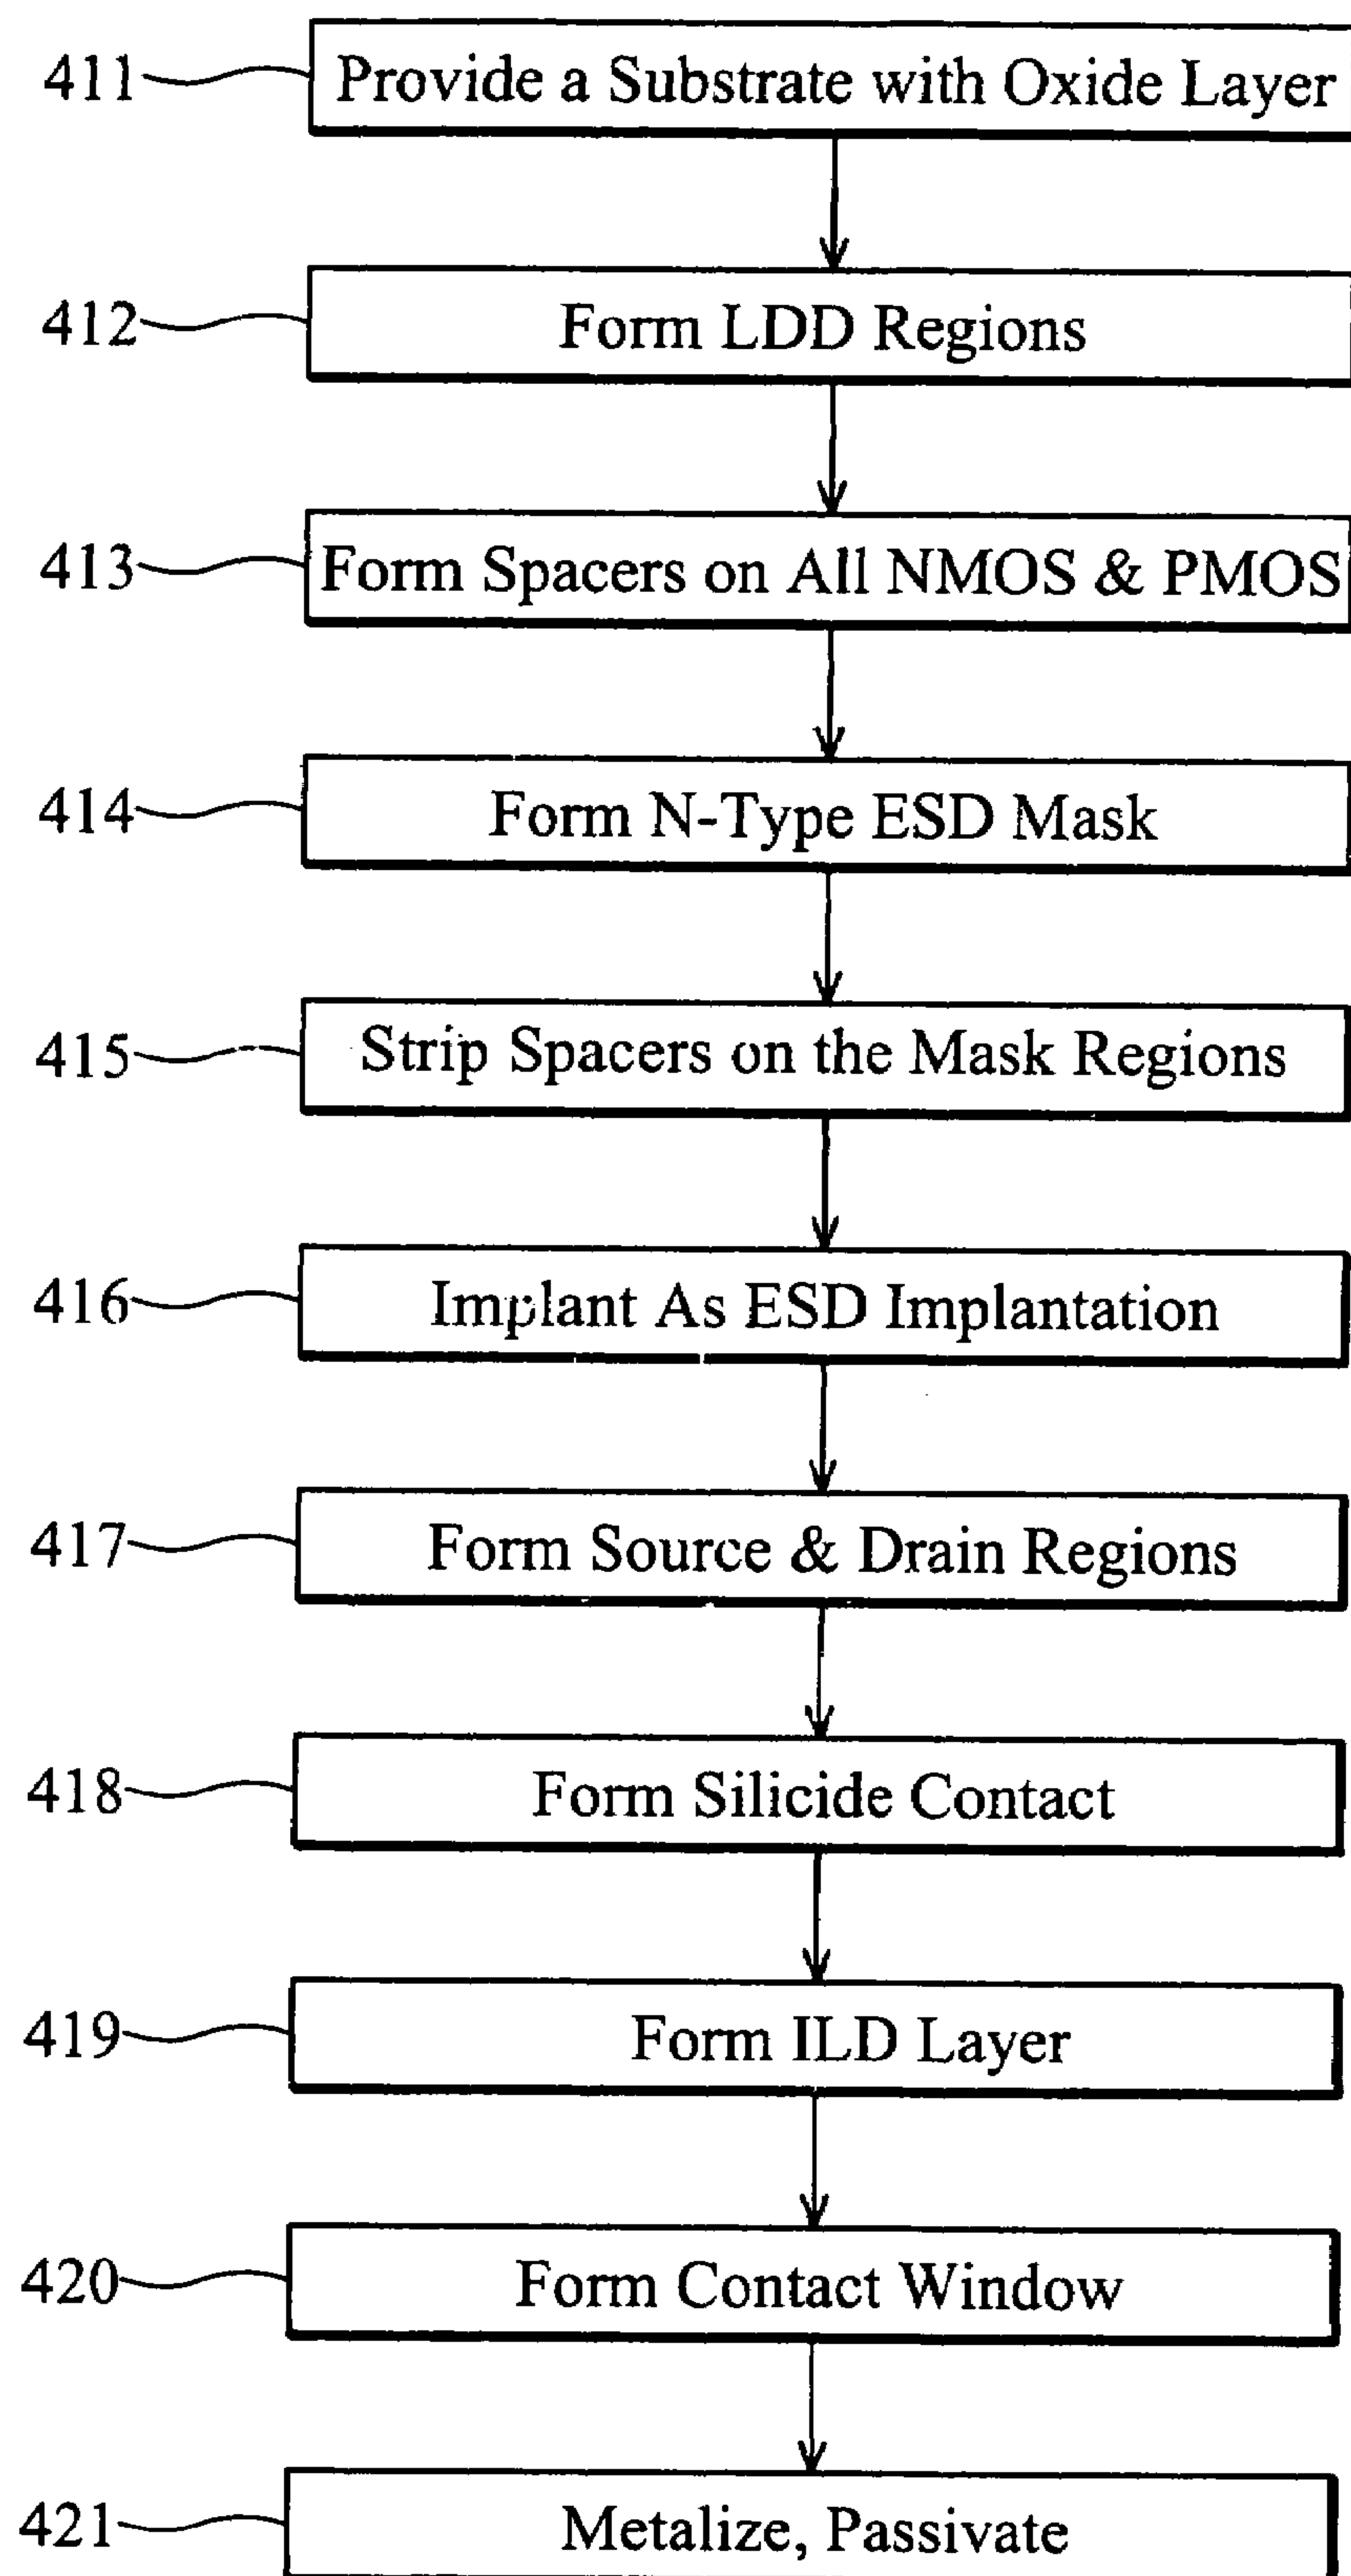 411 Provide a Substrate with Oxide Layer
412 Form LDD Regions
413 Form Spacers on All NMOS & PMOS
414 Form N-Type ESD Mask
415 Strip Spacers on the Mask Regions
416 Implant As ESD Implantation
417 Form Source & Drain Regions
418 Form Silicide Contact
419 Form ILD Layer
420 Form Contact Window
421 Metalize, Passivate